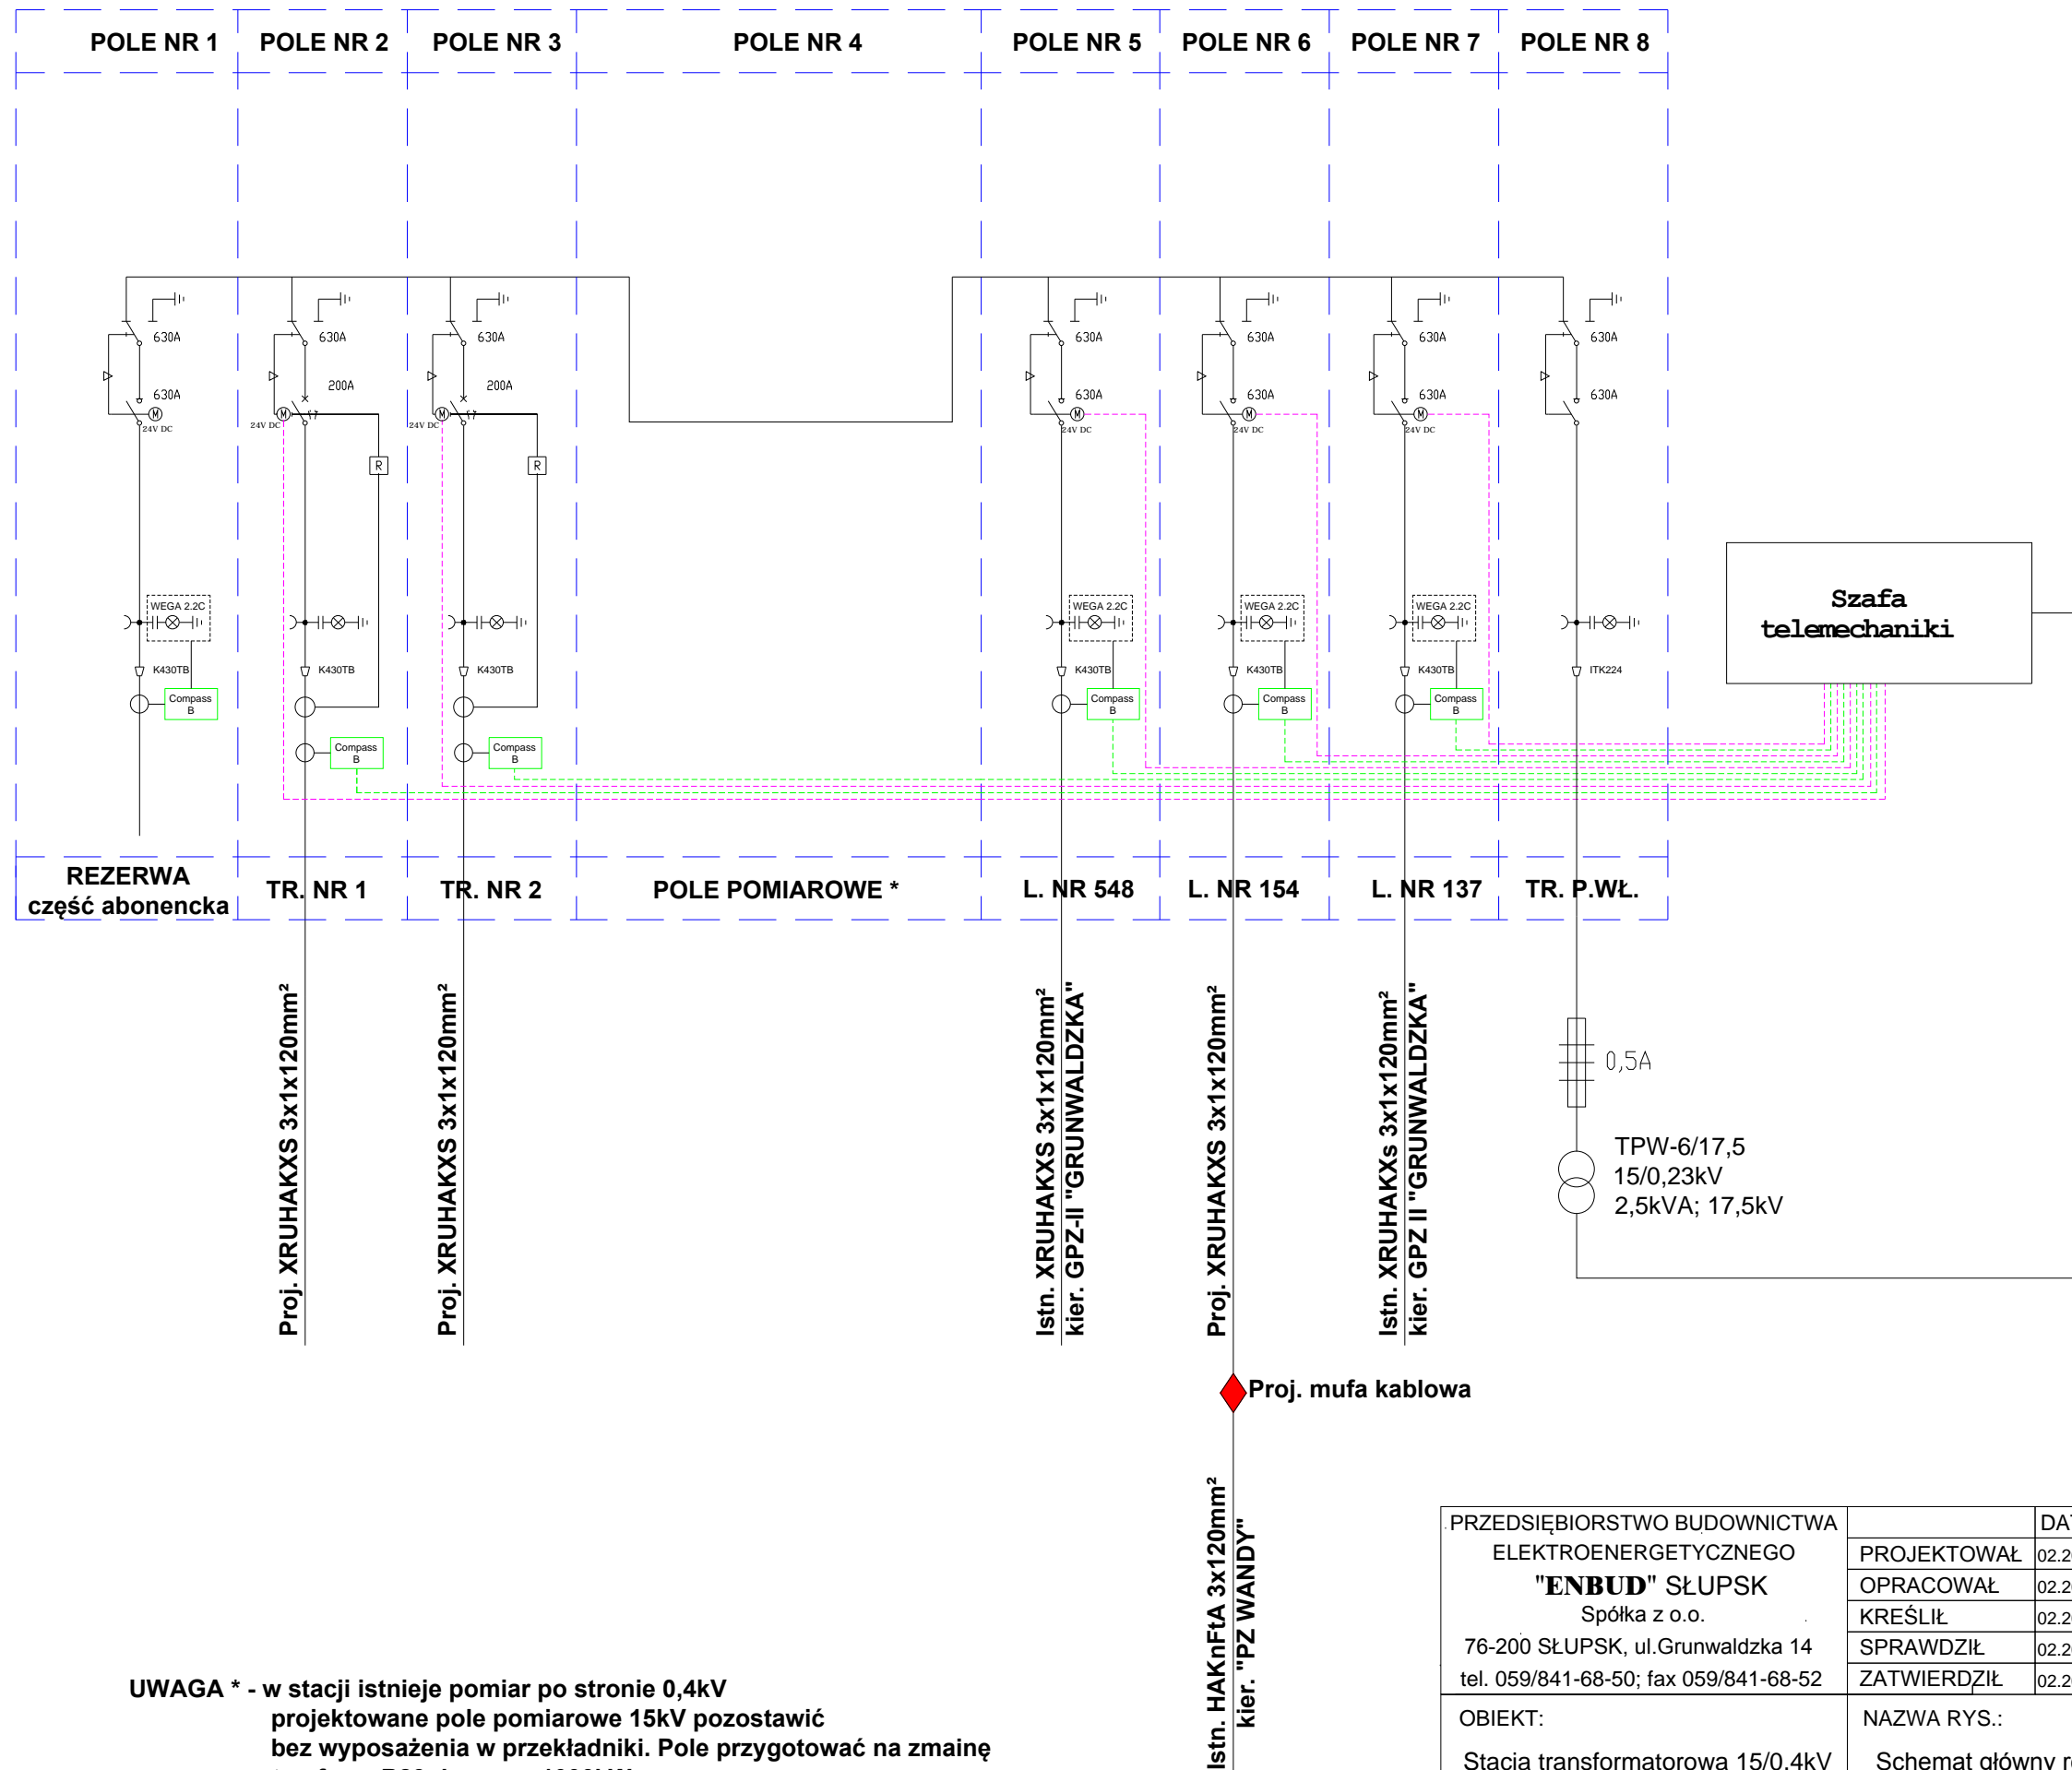 POLE NR 1 POLE NR 2 POLE NR 3 POLE NR 4 POLE NR 5 POLE NR 6 POLE NR 7 POLE NR 8
630A 630A 630A 630A 630A 630A 630A
630A 200A 200A 630A 630A 630A 630A
M M M M M M
24V DC 24V DC 24V DC 24V DC 24V DC 24V DC
R R
WEGA 2.2C WEGA 2.2C WEGA 2.2C WEGA 2.2C
Szafa
telemechaniki
K430TB K430TB K430TB K430TB K430TB K430TB ITK224
Compass
B
Compass
B
Compass
B
Compass
B
Compass
B
Compass
B
REZERWA
część abonencka
TR. NR 1 TR. NR 2 POLE POMIAROWE * L. NR 548 L. NR 154 L. NR 137 TR. P.WŁ.
Proj. XRUHAKXS 3x1x120mm²
Proj. XRUHAKXS 3x1x120mm²
Istn. XRUHAKXS 3x1x120mm²
kier. GPZ-II "GRUNWALDZKA"
Proj. XRUHAKXS 3x1x120mm²
Istn. XRUHAKXs 3x1x120mm²
kier. GPZ II "GRUNWALDZKA"
0,5A
TPW-6/17,5
15/0,23kV
2,5kVA; 17,5kV
Proj. mufa kablowa
Istn. HAKnFtA 3x120mm²
kier. "PZ WANDY"
UWAGA * - w stacji istnieje pomiar po stronie 0,4kV
projektowane pole pomiarowe 15kV pozostawić
bez wyposażenia w przekładniki. Pole przygotować na zmainę
PRZEDSIĘBIORSTWO BUDOWNICTWA
ELEKTROENERGETYCZNEGO
"ENBUD" SŁUPSK
Spółka z o.o.
76-200 SŁUPSK, ul.Grunwaldzka 14
tel. 059/841-68-50; fax 059/841-68-52
PROJEKTOWAŁ
OPRACOWAŁ
KREŚLIŁ
SPRAWDZIŁ
ZATWIERDZIŁ
OBIEKT:
Stacja transformatorowa 15/0,4kV
NAZWA RYS.:
Schemat główny